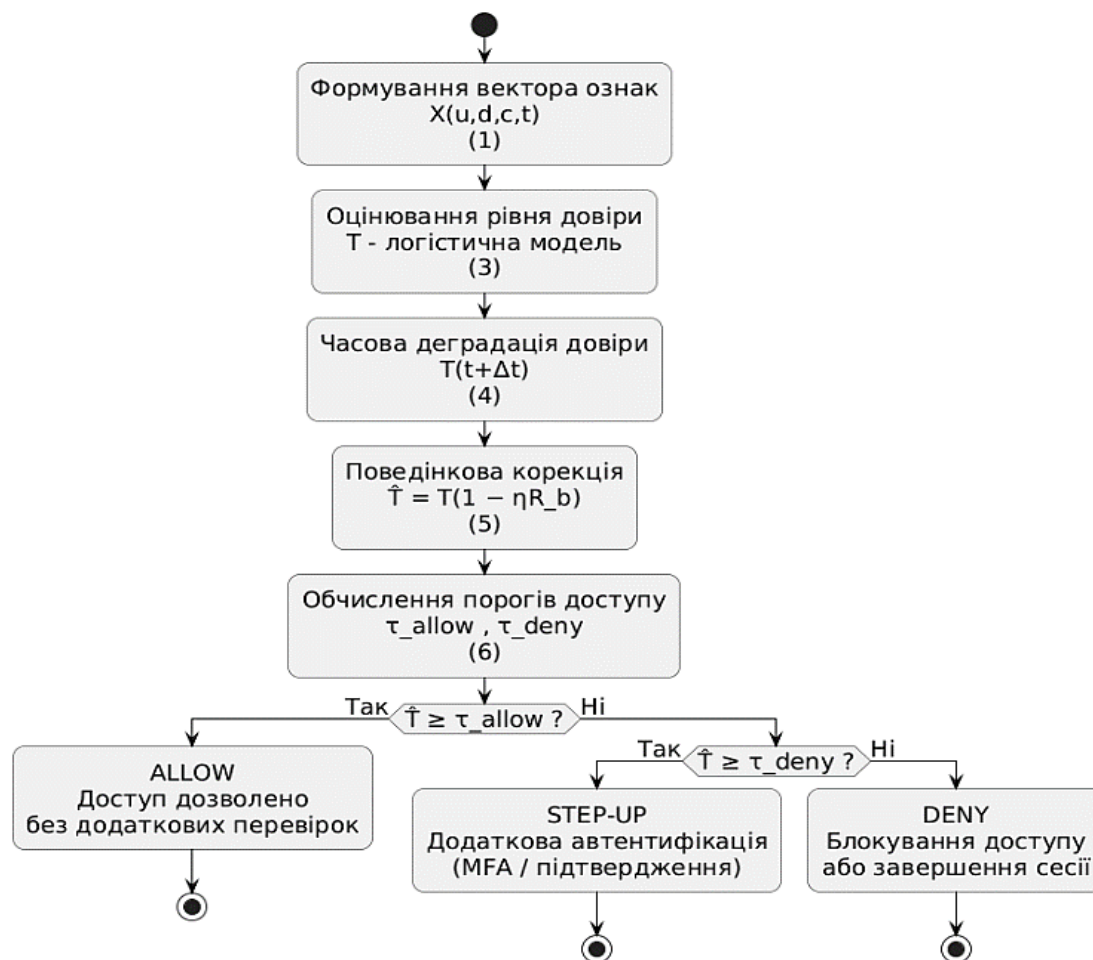 Формування вектора ознак
X(u,d,c,t)
(1)
Оцінювання рівня довіри
T - логістична модель
(3)
Часова деградація довіри
T(t+Δt)
(4)
Поведінкова корекція
T̂ = T(1 − ηR_b)
(5)
Обчислення порогів доступу
τ_allow , τ_deny
(6)
Так
T̂ ≥ τ_allow ?
Ні
ALLOW
Доступ дозволено
без додаткових перевірок
Так
T̂ ≥ τ_deny ?
Ні
STEP-UP
Додаткова автентифікація
(MFA / підтвердження)
DENY
Блокування доступу
або завершення сесії